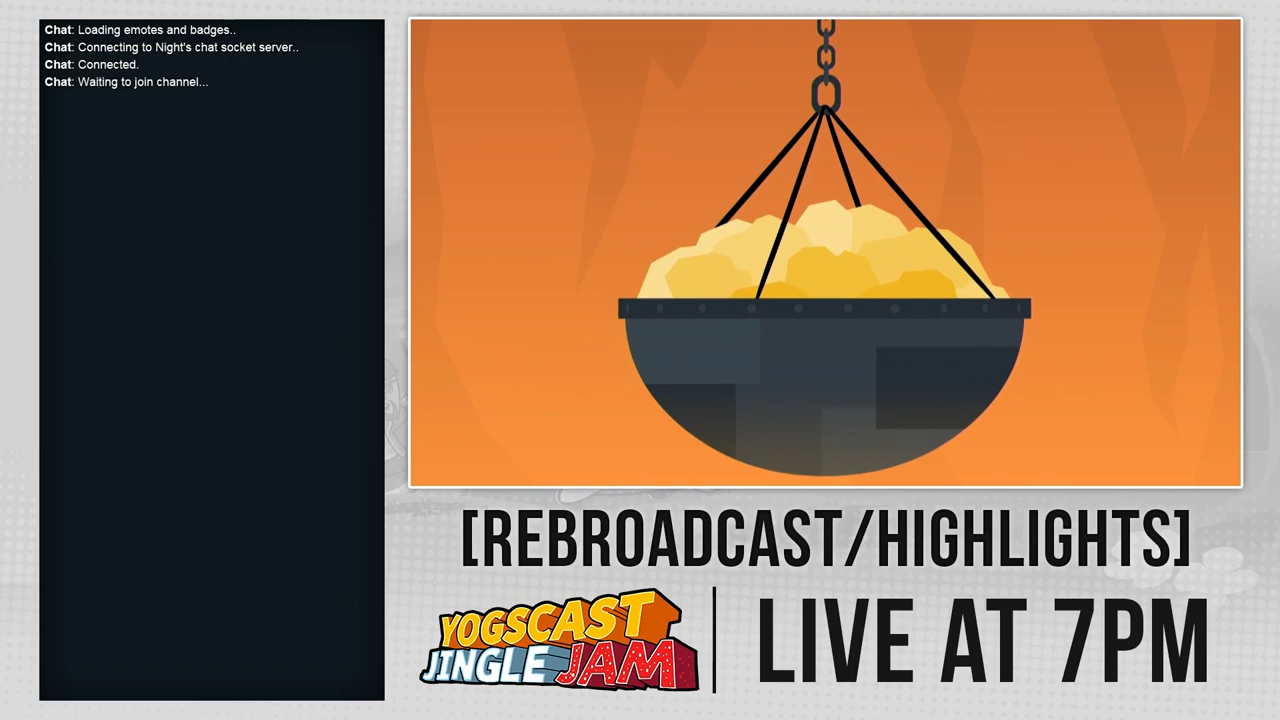 Chat: Loading emotes and badges..
Chat: Connecting to Night's chat socket server..
Chat: Connected.
Chat: Waiting to join channel...
[REBROADCAST/HIGHLIGHTS]
YOGSCAST
JINGLE JAM
LIVE AT 7PM